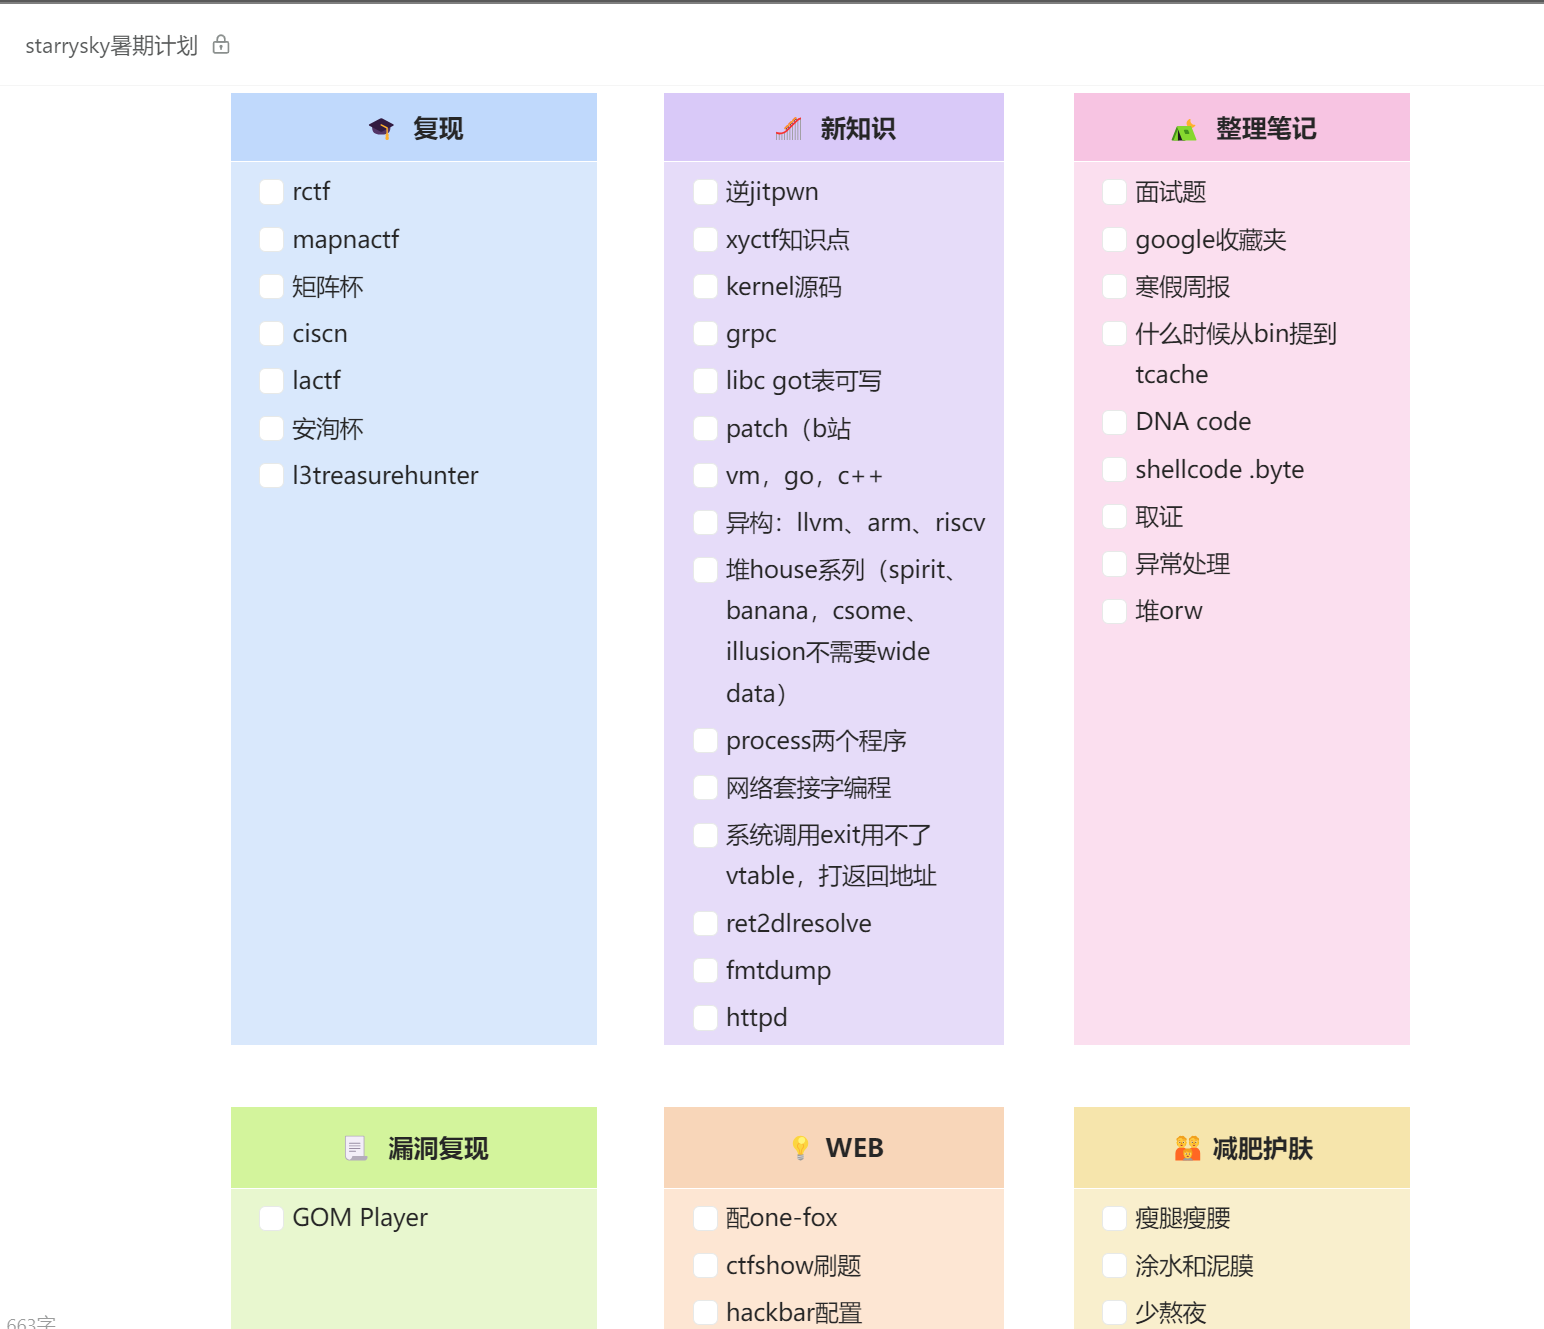 starrysky暑期计划
复现
rctf
mapnactf
矩阵杯
ciscn
lactf
安洵杯
l3treasurehunter
新知识
逆jitpwn
xyctf知识点
kernel源码
grpc
libc got表可写
patch（b站
vm，go，c++
异构：llvm、arm、riscv
堆house系列（spirit、
banana，csome、
illusion不需要wide
data）
process两个程序
网络套接字编程
系统调用exit用不了
vtable，打返回地址
ret2dlresolve
fmtdump
httpd
整理笔记
面试题
google收藏夹
寒假周报
什么时候从bin提到
tcache
DNA code
shellcode .byte
取证
异常处理
堆orw
漏洞复现
GOM Player
WEB
配one-fox
ctfshow刷题
hackbar配置
减肥护肤
瘦腿瘦腰
涂水和泥膜
少熬夜
663字